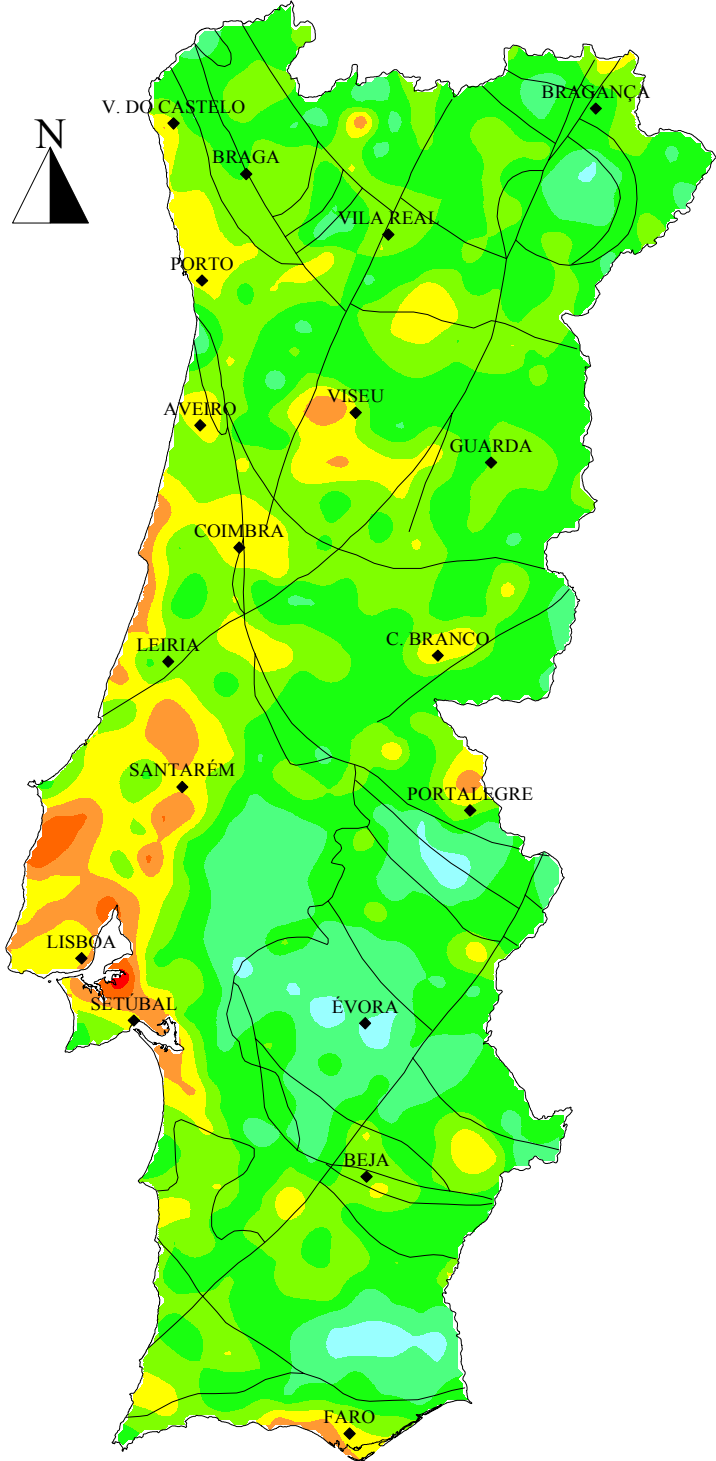 BRAGANÇA
V. DO CASTELO
N
BRAGA
VILA REAL
PORTO
VISEU
AVEIRO
GUARDA
COIMBRA
C. BRANCO
LEIRIA
SANTARÉM
PORTALEGRE
LISBOA
SETÚBAL
ÉVORA
BEJA
FARO